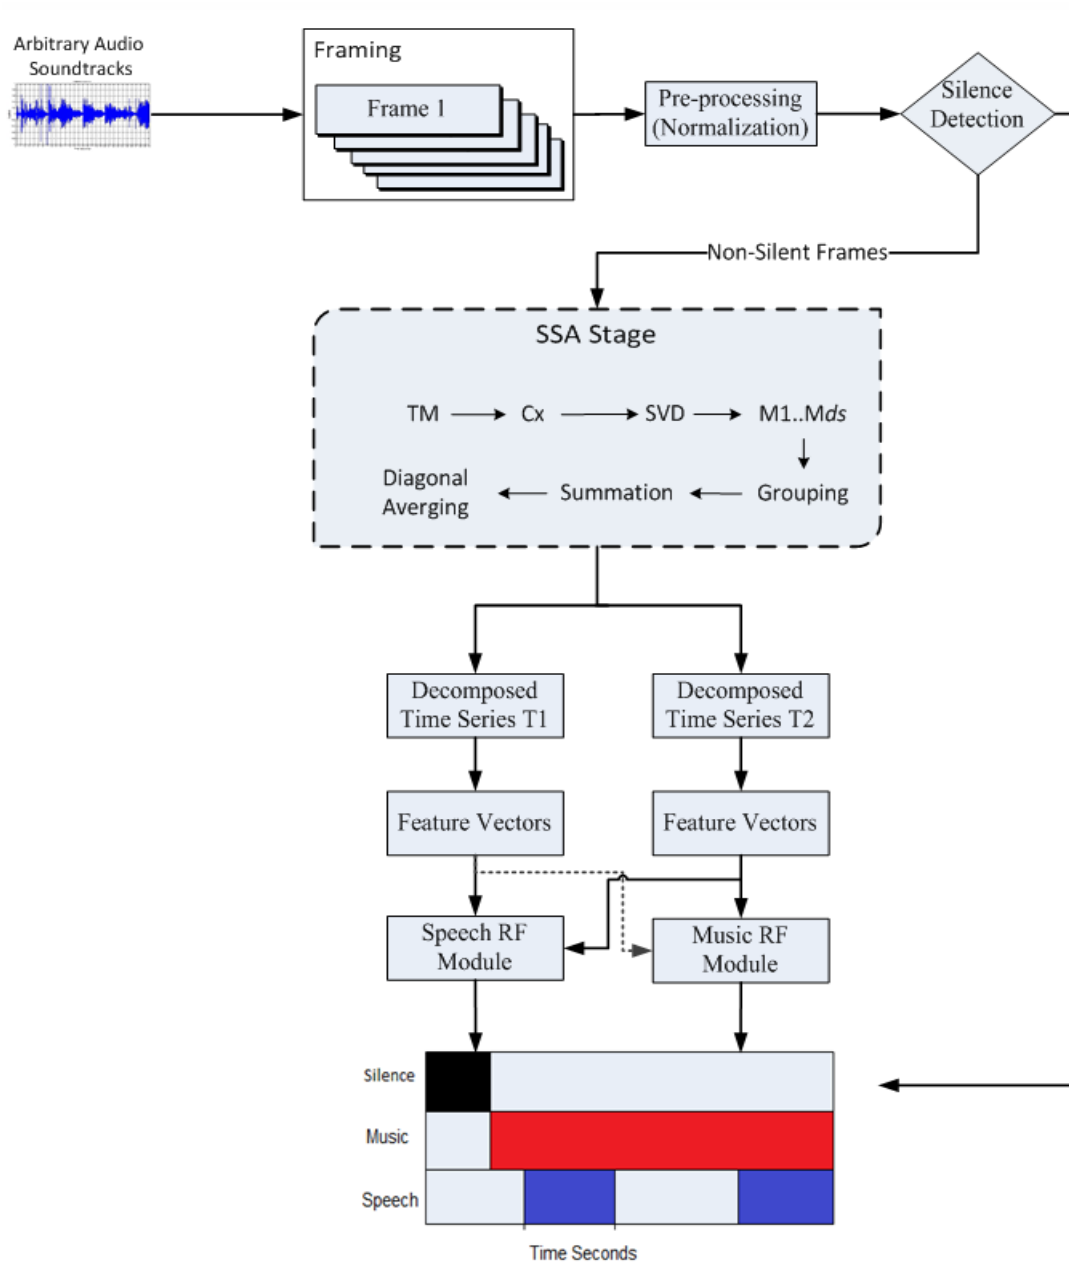 Arbitrary Audio
Soundtracks
Framing
Frame 1
Pre-processing
(Normalization)
Silence
Detection
Non-Silent Frames
SSA Stage
TM
Cx
SVD
M1..Mds
Diagonal
Averging
Summation
Grouping
Decomposed
Time Series T1
Decomposed
Time Series T2
Feature Vectors
Feature Vectors
Speech RF
Module
Music RF
Module
Silence
Music
Speech
Time Seconds